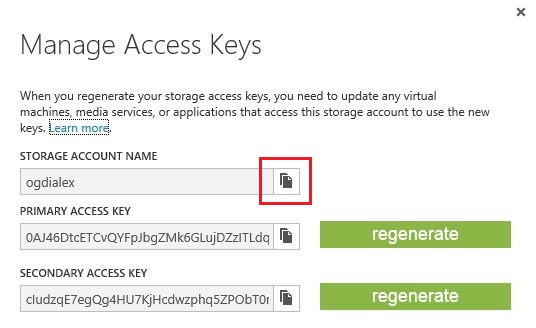 Manage Access Keys
When you regenerate your storage access keys, you need to update any virtual
machines, media services, or applications that access this storage account to use the new
keys. Learn more.
STORAGE ACCOUNT NAME
ogdialex
PRIMARY ACCESS KEY
0AJ46DtcETCvQYFpJbgZMk6GLujDZzITLdq regenerate
SECONDARY ACCESS KEY
cIudzqE7egQg4HU7KjHcdwzphq5ZPObT0r regenerate